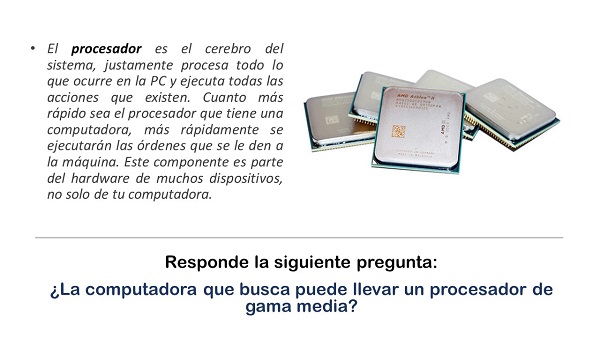 • El procesador es el cerebro del
sistema, justamente procesa todo lo
que ocurre en la PC y ejecuta todas las
acciones que existen. Cuanto más
rápido sea el procesador que tiene una
computadora, más rápidamente se
ejecutarán las órdenes que se le den a
la máquina. Este componente es parte
del hardware de muchos dispositivos,
no solo de tu computadora.
AMD Athlon II
Responde la siguiente pregunta:
¿La computadora que busca puede llevar un procesador de
gama media?